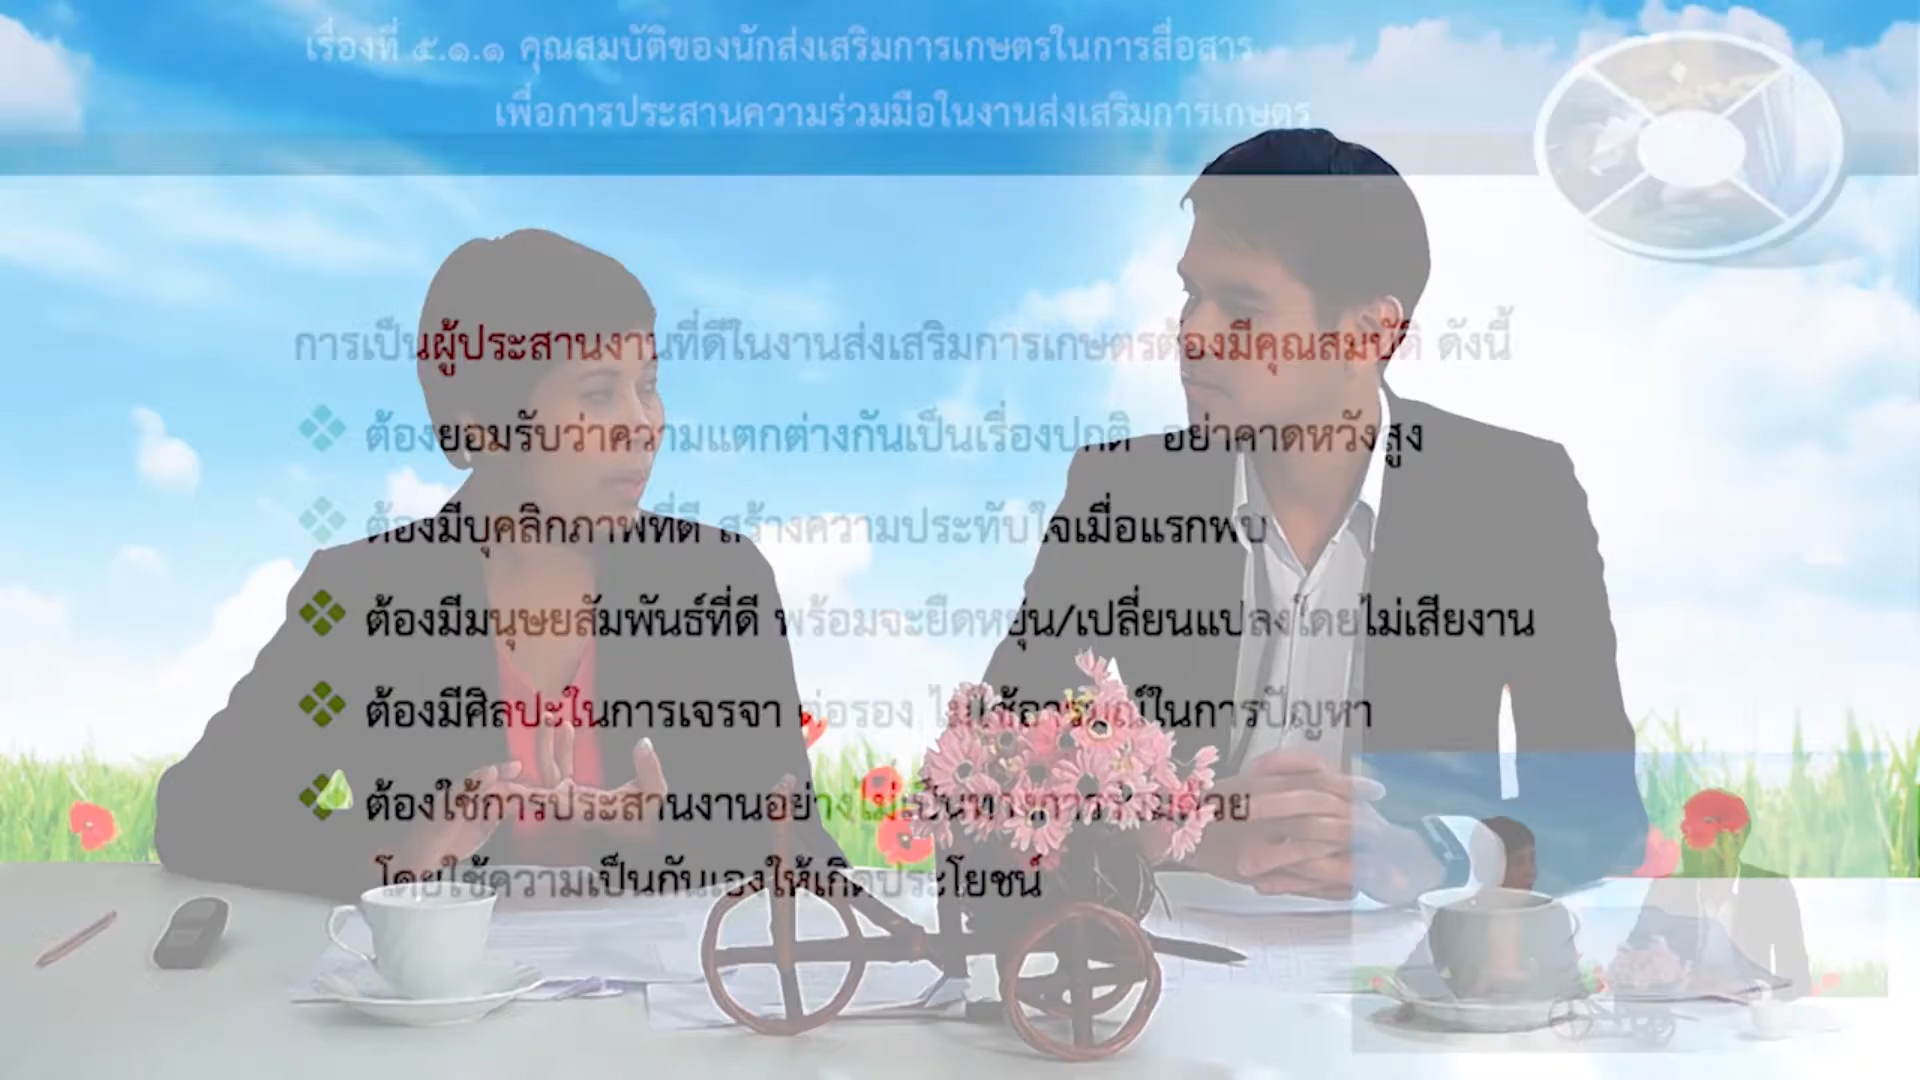 เรื่องที่ ๕.๑.๑ คุณสมบัติของนักส่งเสริมการเกษตรในการสื่อสาร
เพื่อการประสานความร่วมมือในงานส่งเสริมการเกษตร
การเป็นผู้ประสานงานที่ดีในงานส่งเสริมการเกษตรต้องมีคุณสมบัติ ดังนี้
ต้องยอมรับว่าความแตกต่างกันเป็นเรื่องปกติ อย่าคาดหวังสูง
ต้องมีบุคลิกภาพที่ดี สร้างความประทับใจเมื่อแรกพบ
ต้องมีมนุษยสัมพันธ์ที่ดี พร้อมจะยืดหยุ่น/เปลี่ยนแปลงโดยไม่เสียงาน
ต้องมีศิลปะในการเจรจา ต่อรอง ไม่ใช้อารมณ์ในการปัญหา
ต้องใช้การประสานงานอย่างไม่เป็นทางการร่วมด้วย
โดยใช้ความเป็นกันเองให้เกิดประโยชน์